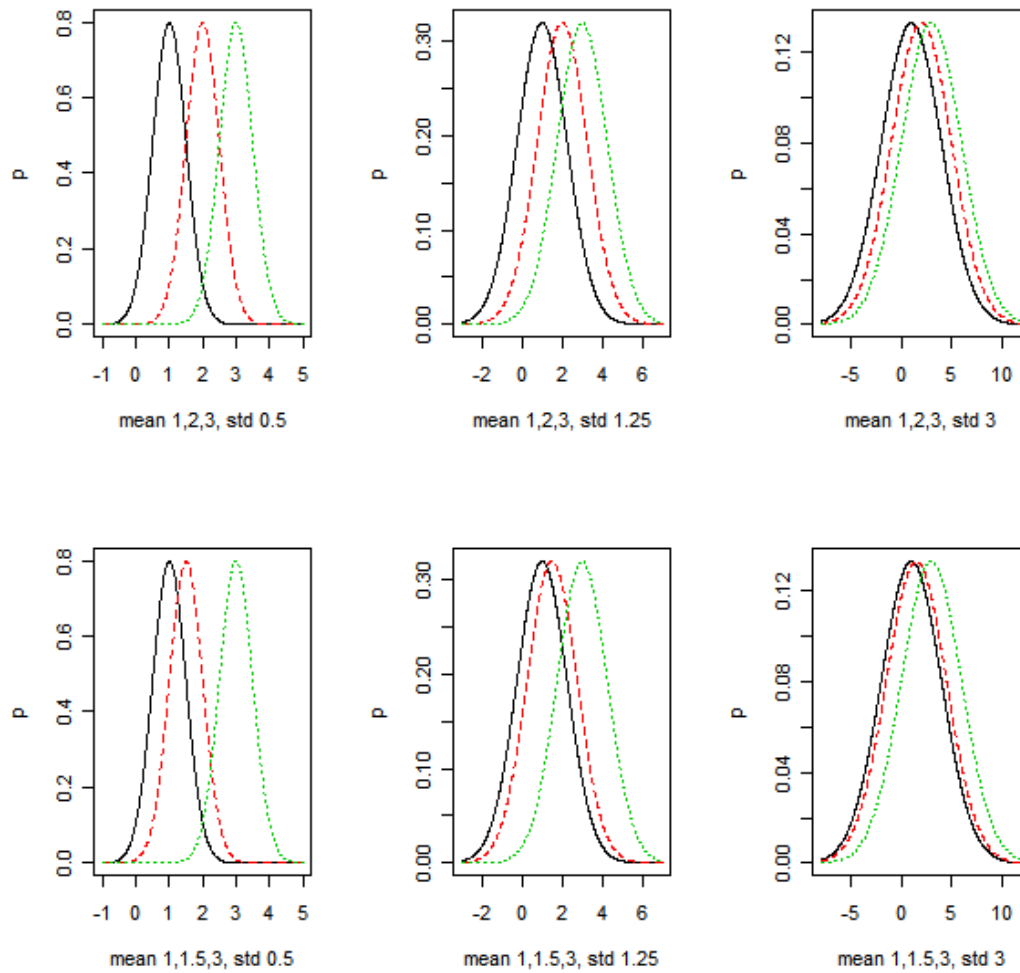 p
0.0 0.2 0.4 0.6 0.8
-1 0 1 2 3 4 5
mean 1,2,3, std 0.5
p
0.00 0.10 0.20 0.30
-2 0 2 4 6
mean 1,2,3, std 1.25
p
0.00 0.04 0.08 0.12
-5 0 5 10
mean 1,2,3, std 3
p
0.0 0.2 0.4 0.6 0.8
-1 0 1 2 3 4 5
mean 1,1.5,3, std 0.5
p
0.00 0.10 0.20 0.30
-2 0 2 4 6
mean 1,1.5,3, std 1.25
p
0.00 0.04 0.08 0.12
-5 0 5 10
mean 1,1.5,3, std 3